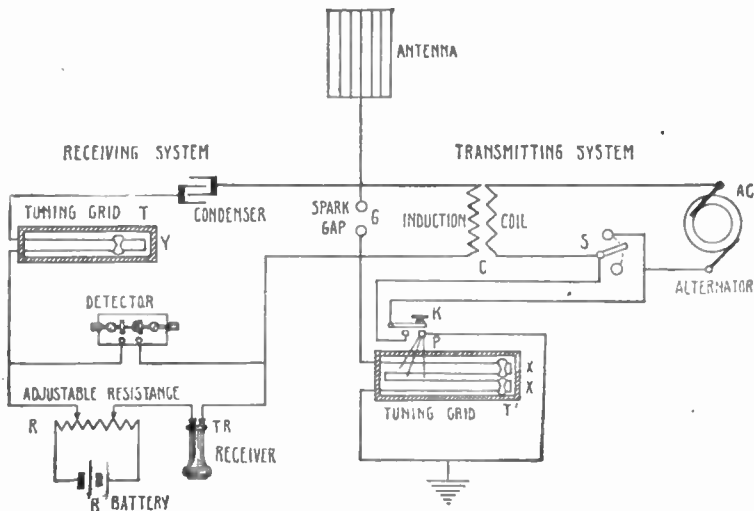 ANTENNA
RECEIVING SYSTEM
TRANSMITTING SYSTEM
AC
CONDENSER
TUNING GRID T
Y
SPARK GAP
G
INDUCTION COIL
C
S
ALTERNATOR
DETECTOR
K
P
X
X
TUNING GRID T'
ADJUSTABLE RESISTANCE
R
TR
RECEIVER
B BATTERY